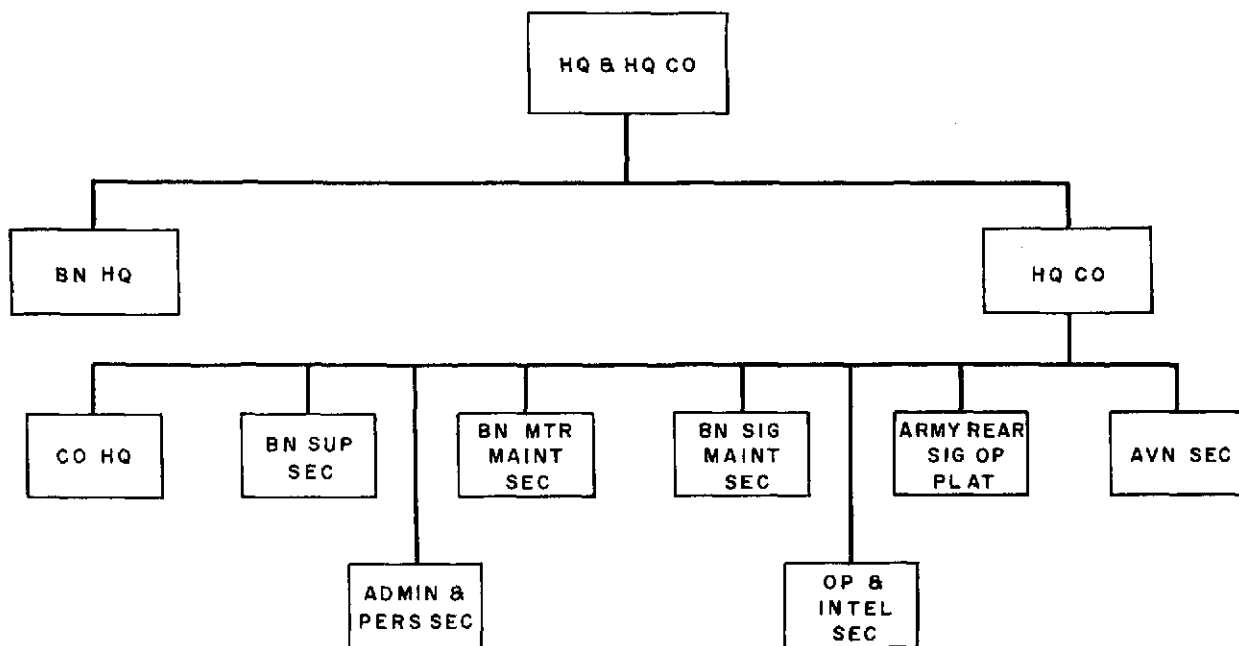 HQ & HQ CO
BN HQ
HQ CO
CO HQ
BN SUP
SEC
BN MTR
MAINT
SEC
BN SIG
MAINT
SEC
ARMY REAR
SIG OP
PLAT
AVN SEC
ADMIN &
PERS SEC
OP &
INTEL
SEC